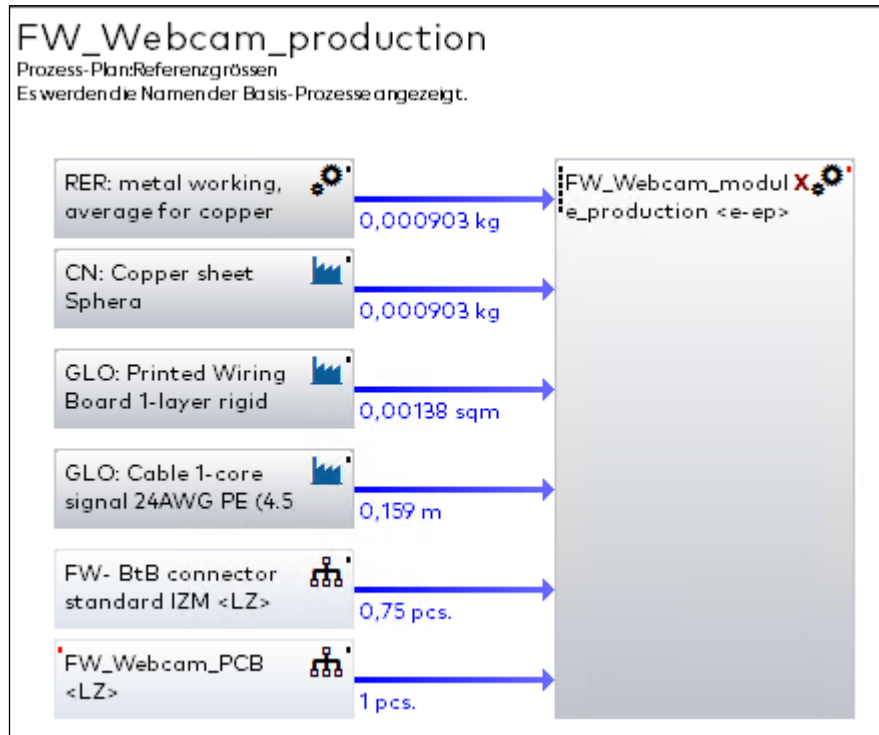 FW_Webcam_production
Prozess-Plan:Referenzgrössen
Es werden die Namen der Basis-Prozesse angezeigt.
RER: metal working,
average for copper
0,000903 kg
FW_Webcam_modul X
e_production <e-ep>
CN: Copper sheet
Sphera
0,000903 kg
GLO: Printed Wiring
Board 1-layer rigid
0,00138 sqm
GLO: Cable 1-core
signal 24AWG PE (4.5
0,159 m
FW- BtB connector
standard IZM <LZ>
0,75 pcs.
FW_Webcam_PCB
<LZ>
1 pcs.